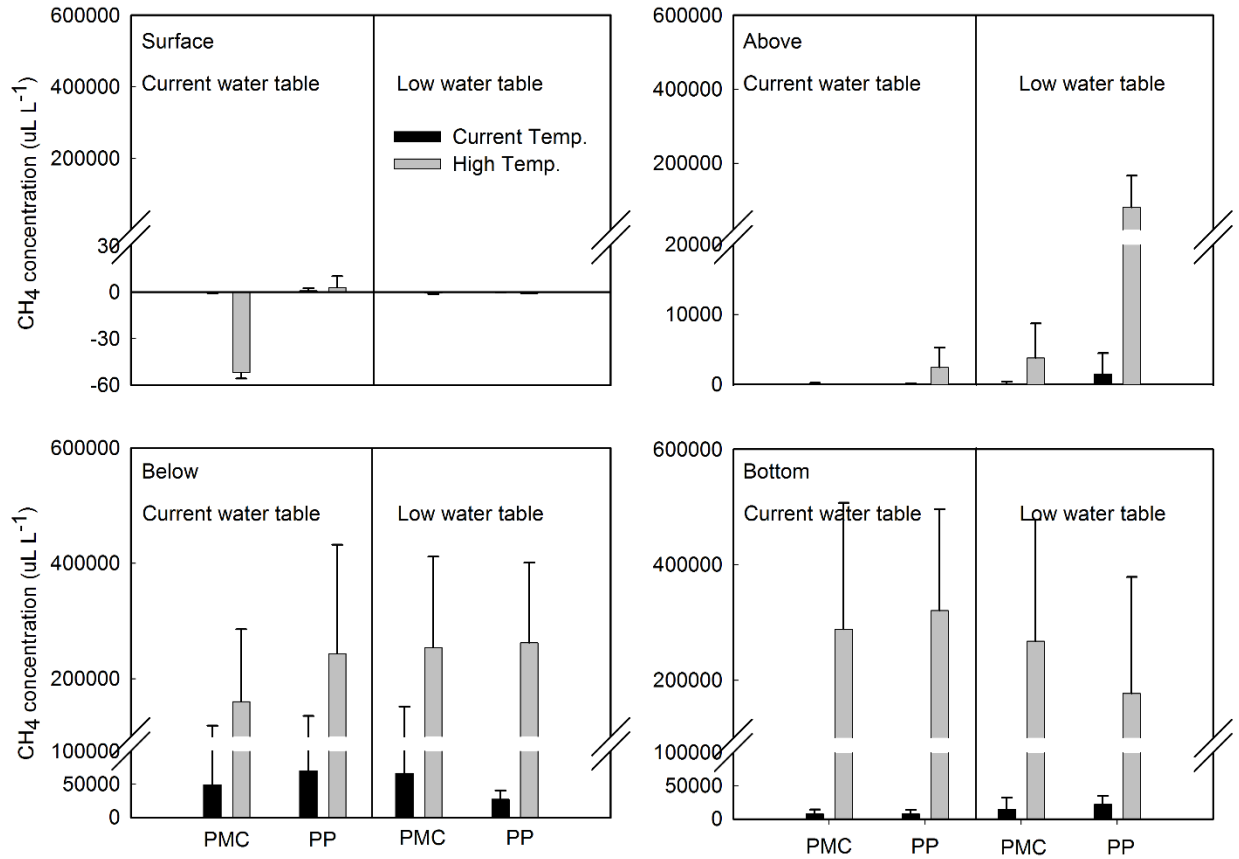 600000
400000
200000
30
0
-30
-60
CH4 concentration (uL L-1)
Surface
Current water table
Low water table
Current Temp.
High Temp.
600000
400000
200000
20000
10000
0
Above
Current water table
Low water table
600000
400000
200000
100000
50000
0
CH4 concentration (uL L-1)
Below
Current water table
Low water table
PMC PP PMC PP
600000
400000
200000
100000
50000
0
Bottom
Current water table
Low water table
PMC PP PMC PP